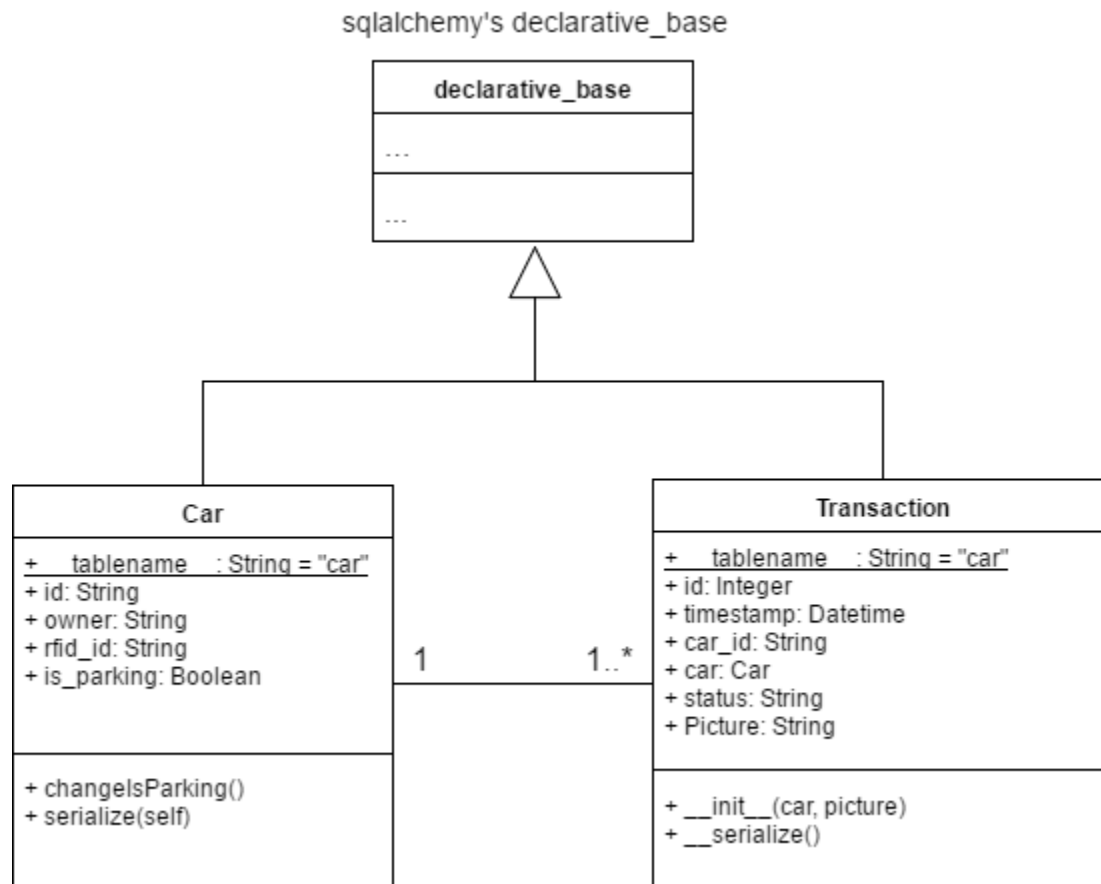 sqlalchemy's declarative_base
declarative_base
...
...
Car
+ __tablename__: String = "car"
+ id: String
+ owner: String
+ rfid_id: String
+ is_parking: Boolean
+ changeIsParking()
+ serialize(self)
1
1..*
Transaction
+ __tablename__: String = "car"
+ id: Integer
+ timestamp: Datetime
+ car_id: String
+ car: Car
+ status: String
+ Picture: String
+ __init__(car, picture)
+ __serialize()